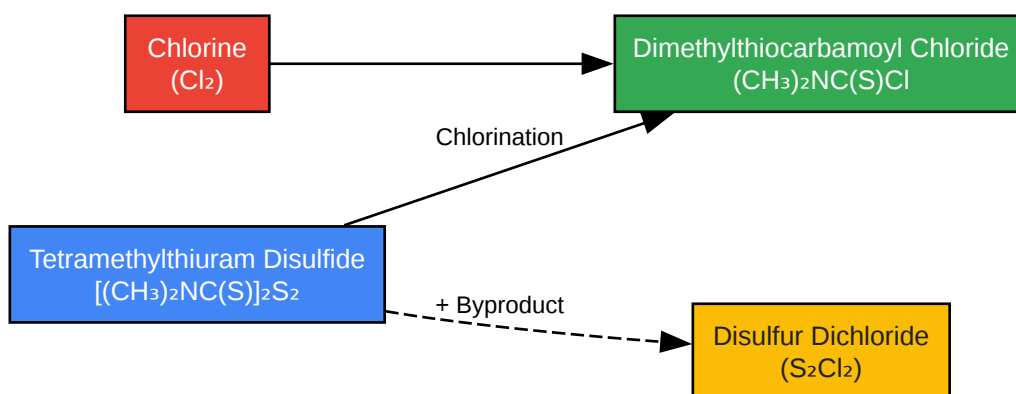 Chlorine
(Cl₂)
Dimethylthiocarbamoyl Chloride
(CH₃)₂NC(S)Cl
Chlorination
Tetramethylthiuram Disulfide
[(CH₃)₂NC(S)]₂S₂
+ Byproduct
Disulfur Dichloride
(S₂Cl₂)